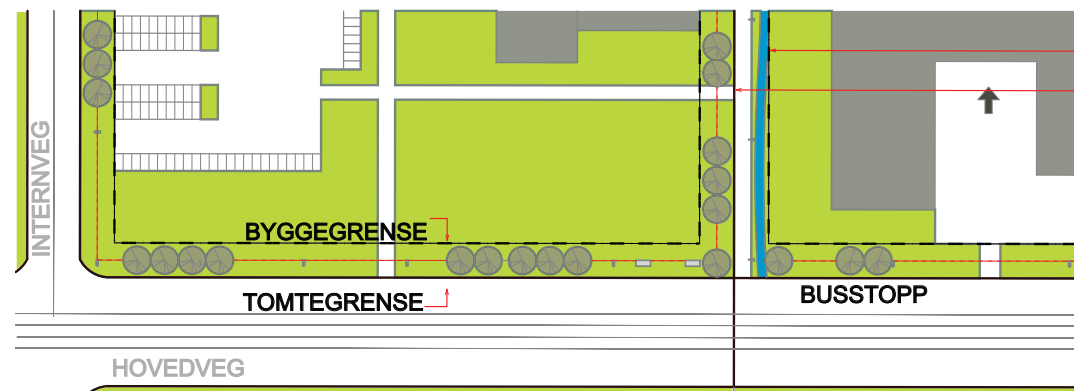 INTERNVEG
BYGGEGRENSE
TOMTEGRENSE
BUSSTOPP
HOVEDVEG